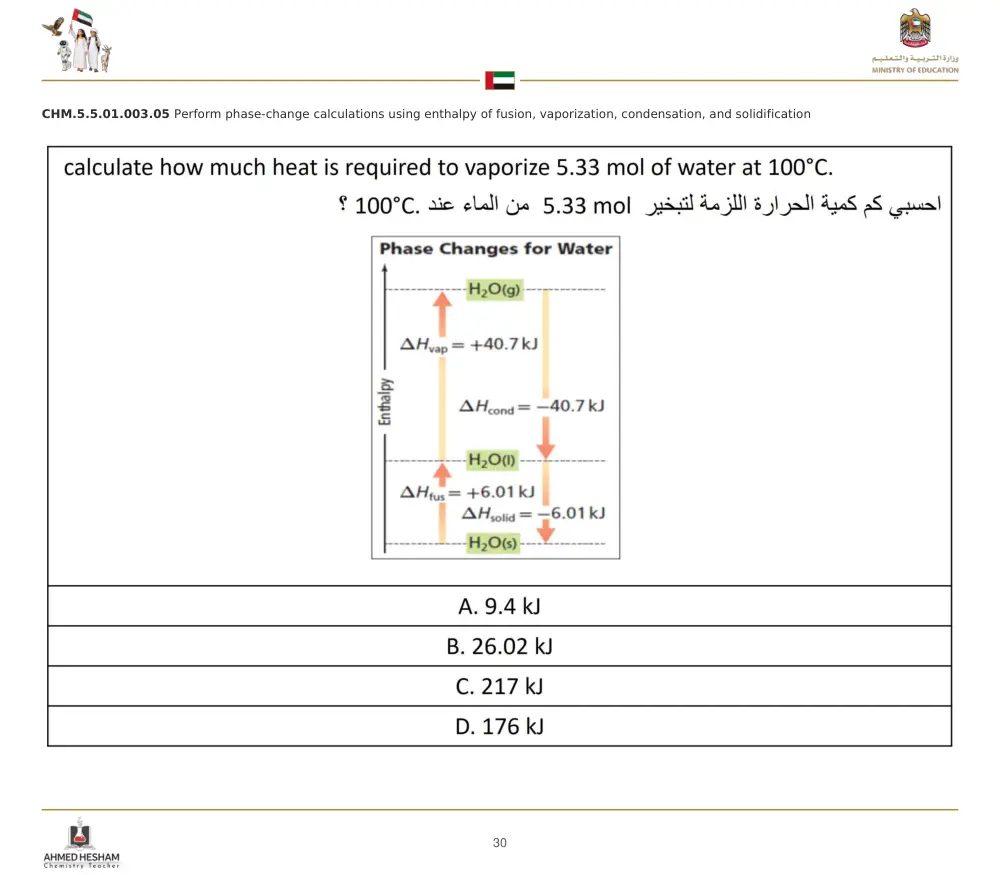 وزارة التربية والتعليم
MINISTRY OF EDUCATION
CHM.5.5.01.003.05 Perform phase-change calculations using enthalpy of fusion, vaporization, condensation, and solidification
calculate how much heat is required to vaporize 5.33 mol of water at 100°C.
احسبي كم كمية الحرارة اللازمة لتبخير 5.33 mol من الماء عند 100°C. ؟
Phase Changes for Water
H₂O(g)
ΔHvap = +40.7 kJ
Enthalpy
ΔHcond = −40.7 kJ
H₂O(l)
ΔHfus = +6.01 kJ
ΔHsolid = −6.01 kJ
H₂O(s)
A. 9.4 kJ
B. 26.02 kJ
C. 217 kJ
D. 176 kJ
AHMED HESHAM
Chemistry Teacher
30